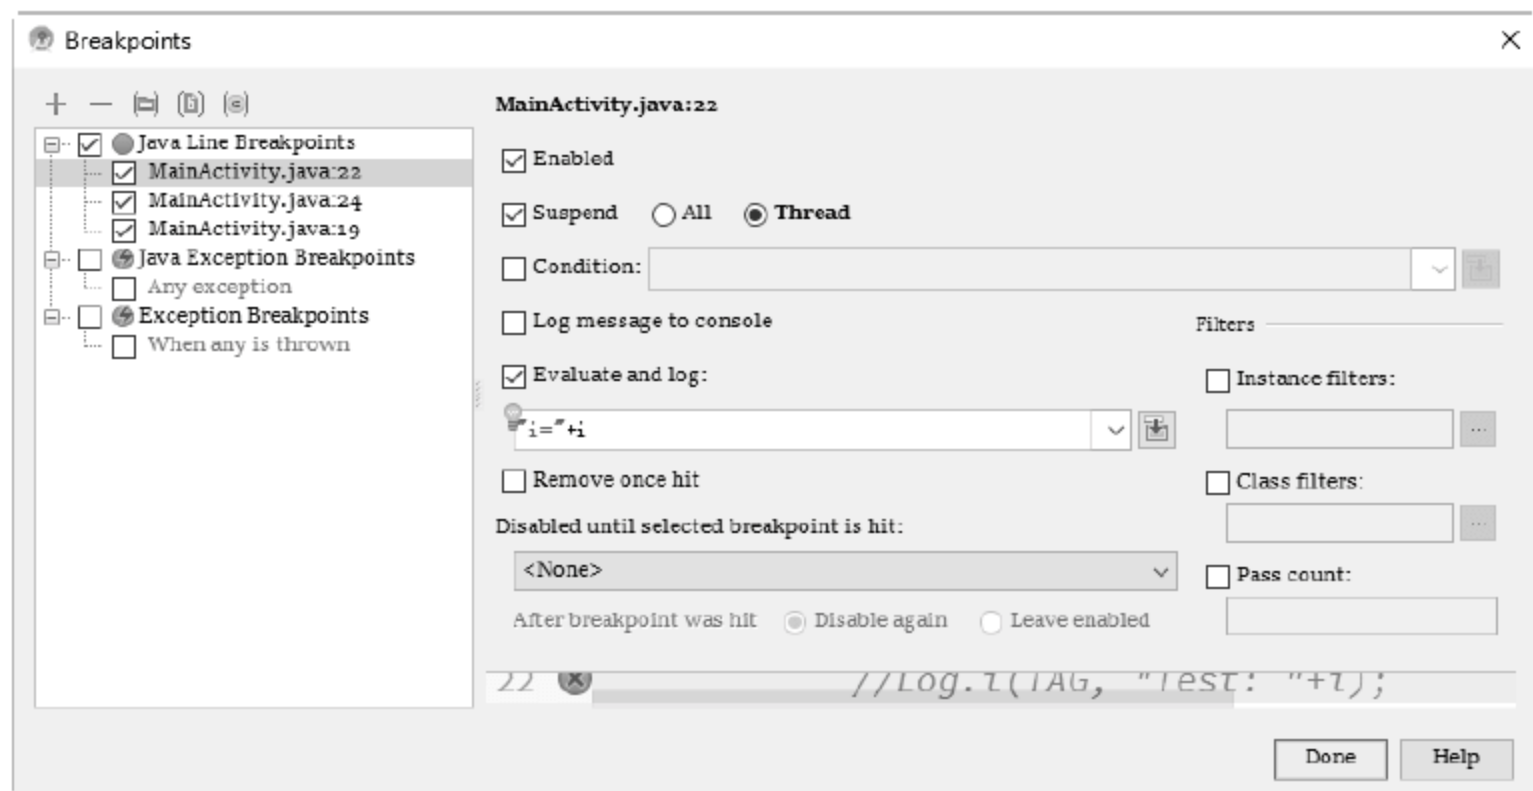 Breakpoints
MainActivity.java:22
Java Line Breakpoints
MainActivity.java:22
MainActivity.java:24
MainActivity.java:19
Java Exception Breakpoints
Any exception
Exception Breakpoints
When any is thrown
Enabled
Suspend All Thread
Condition:
Log message to console
Evaluate and log:
"i="+i
Remove once hit
Disabled until selected breakpoint is hit:
<None>
After breakpoint was hit Disable again Leave enabled
Filters
Instance filters:
...
Class filters:
...
Pass count:
22 //Log.i(TAG, "Test: "+i);
Done Help